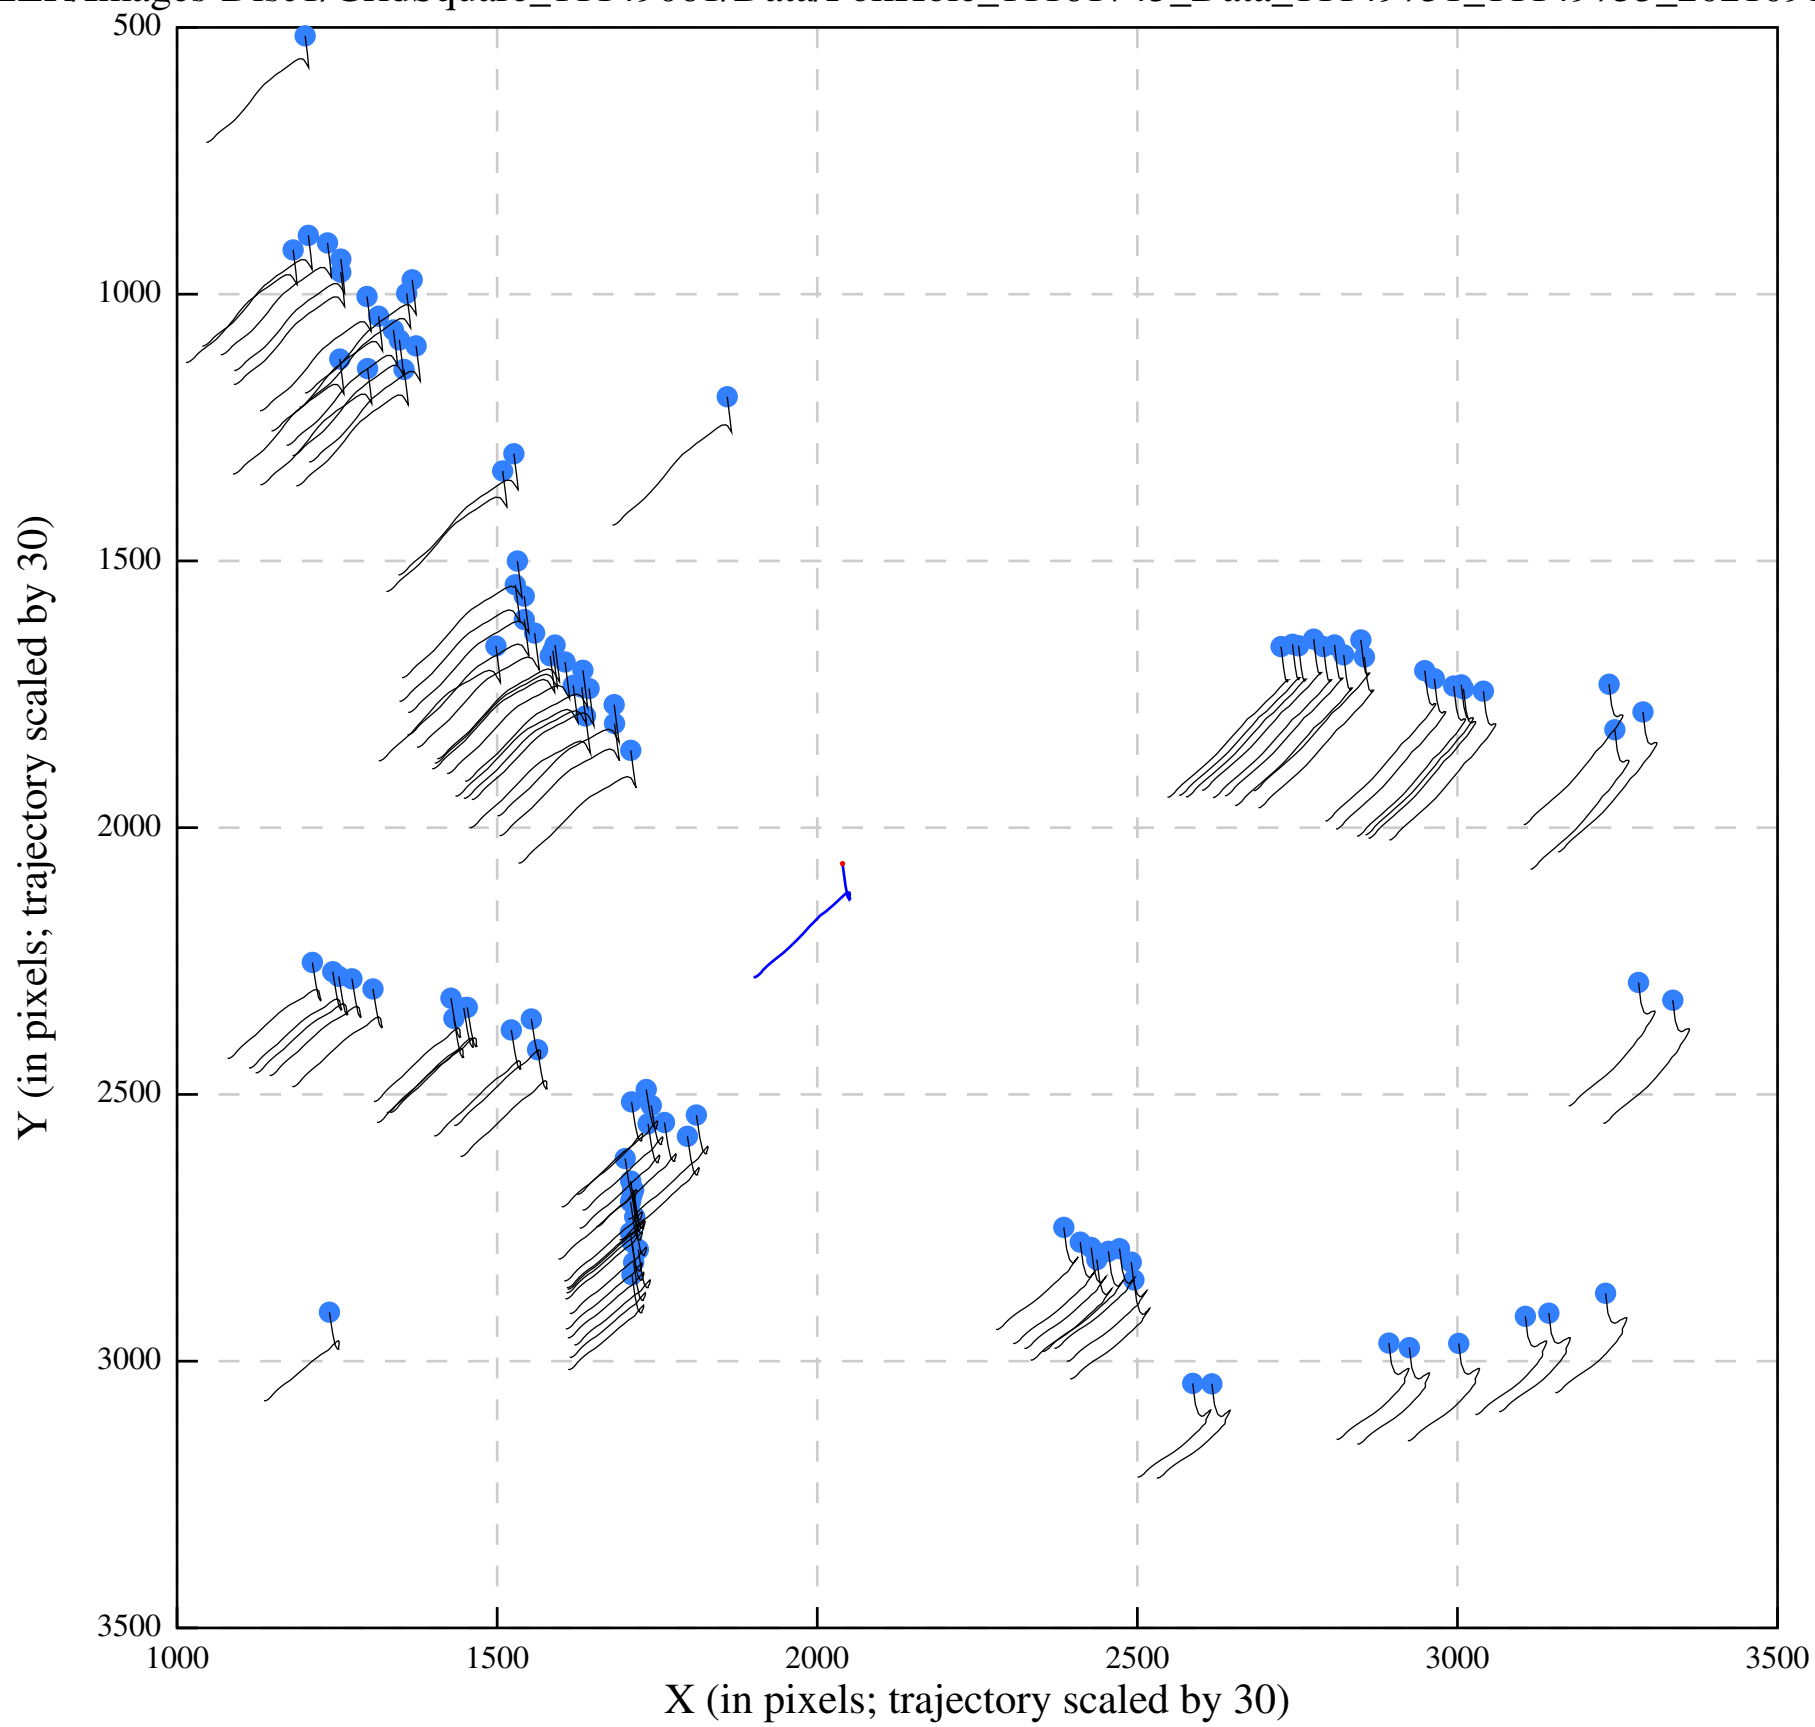 500
1000
1500
2000
2500
3000
3500
1000 1500 2000 2500 3000 3500
X (in pixels; trajectory scaled by 30)
Y (in pixels; trajectory scaled by 30)